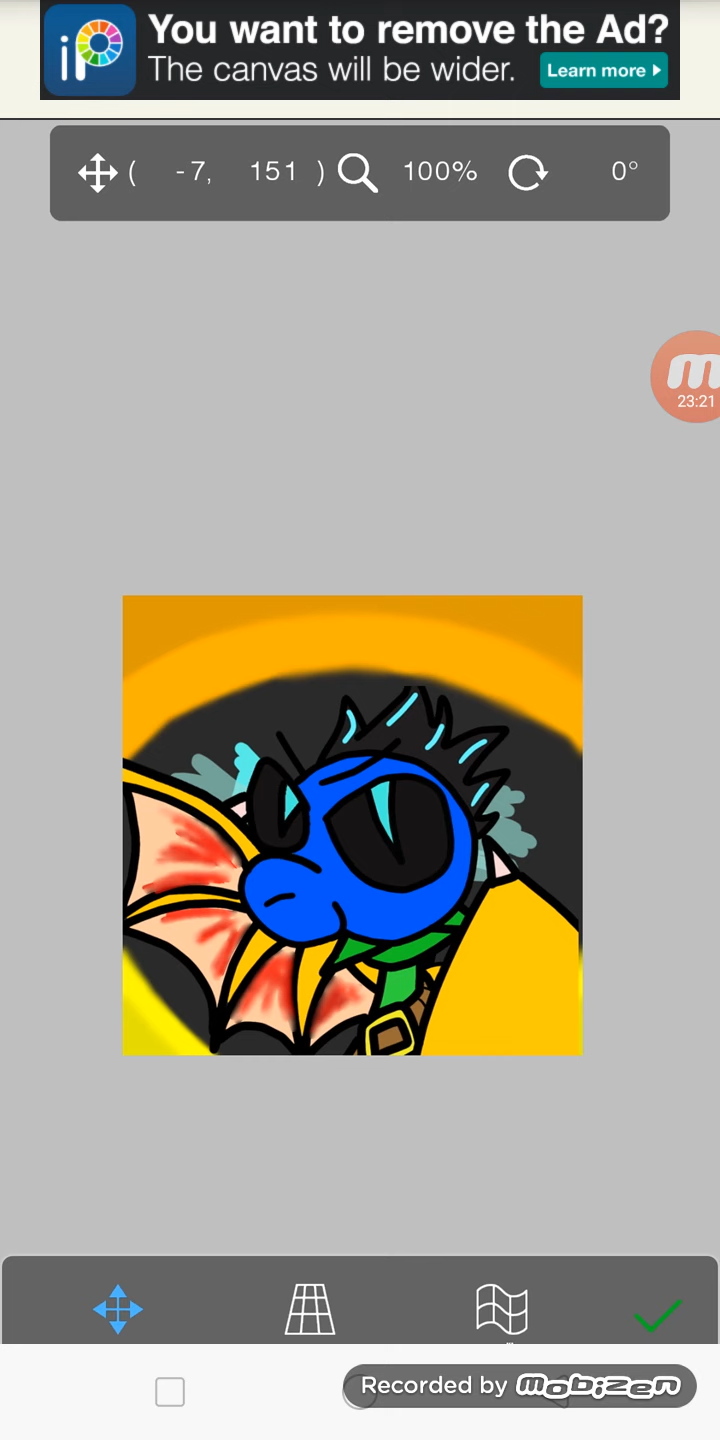 iP
You want to remove the Ad?
The canvas will be wider.
Learn more
( -7, 151 ) 100% 0°
m
23:21
Recorded by mobizen